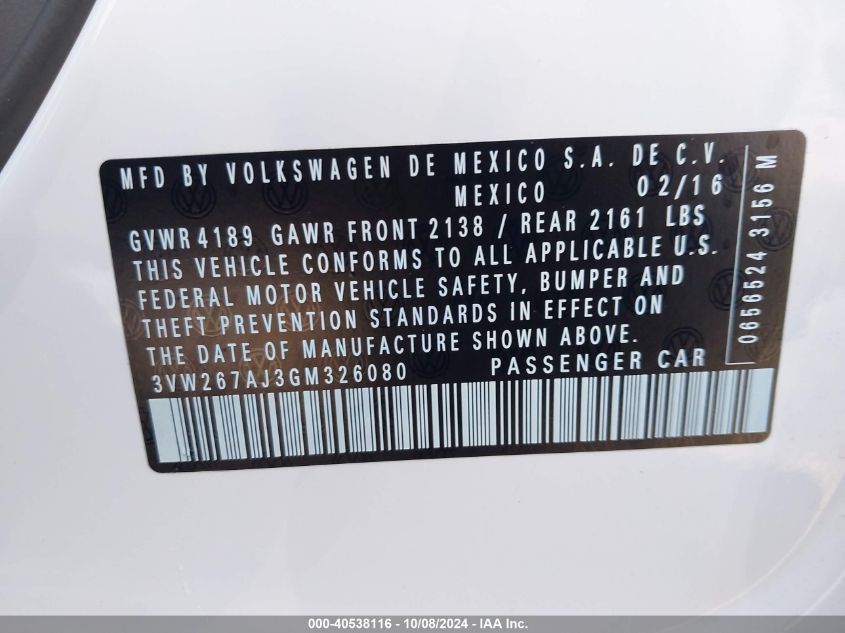 MFD BY VOLKSWAGEN DE MEXICO S.A. DE C.V.
MEXICO 02/16
GVWR 4189 GAWR FRONT 2138 / REAR 2161 LBS
THIS VEHICLE CONFORMS TO ALL APPLICABLE U.S.
FEDERAL MOTOR VEHICLE SAFETY, BUMPER AND
THEFT PREVENTION STANDARDS IN EFFECT ON
THE DATE OF MANUFACTURE SHOWN ABOVE.
3VW267AJ3GM326080 PASSENGER CAR
0656524 3156 M
000-40538116 - 10/08/2024 - IAA Inc.